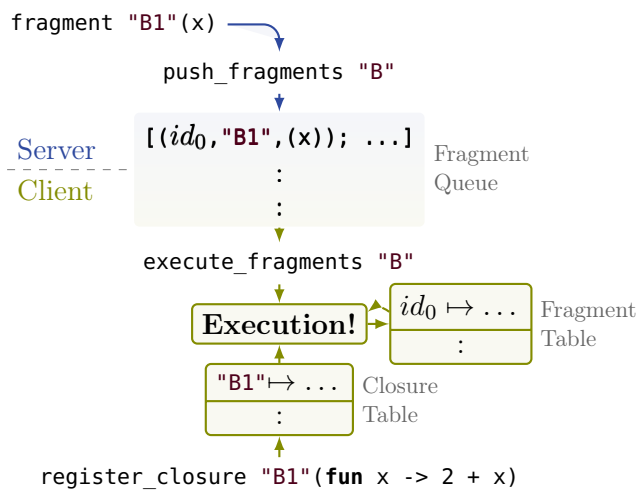 fragment "B1"(x)
push_fragments "B"
[(id₀,"B1",(x)); ...]
:
:
Server
Client
Fragment
Queue
execute_fragments "B"
Execution!
id₀ ↦ …
:
Fragment
Table
"B1"↦ …
:
Closure
Table
register_closure "B1"(fun x -> 2 + x)